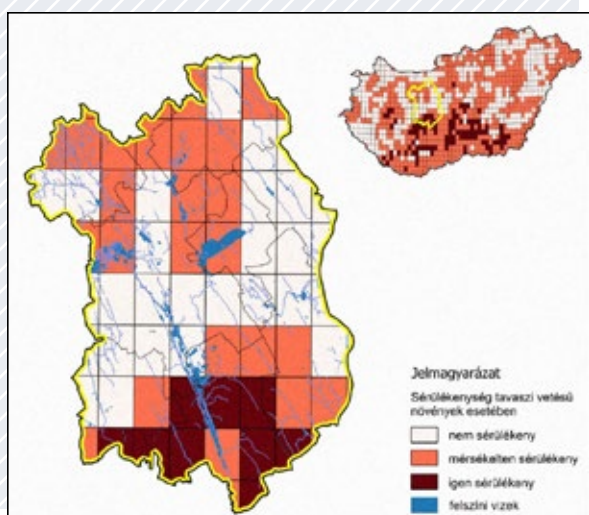 Jelmagyarázat
Sérülékenység tavaszi vetésű
növények esetében
nem sérülékeny
mérsékelten sérülékeny
igen sérülékeny
felszíni vizek